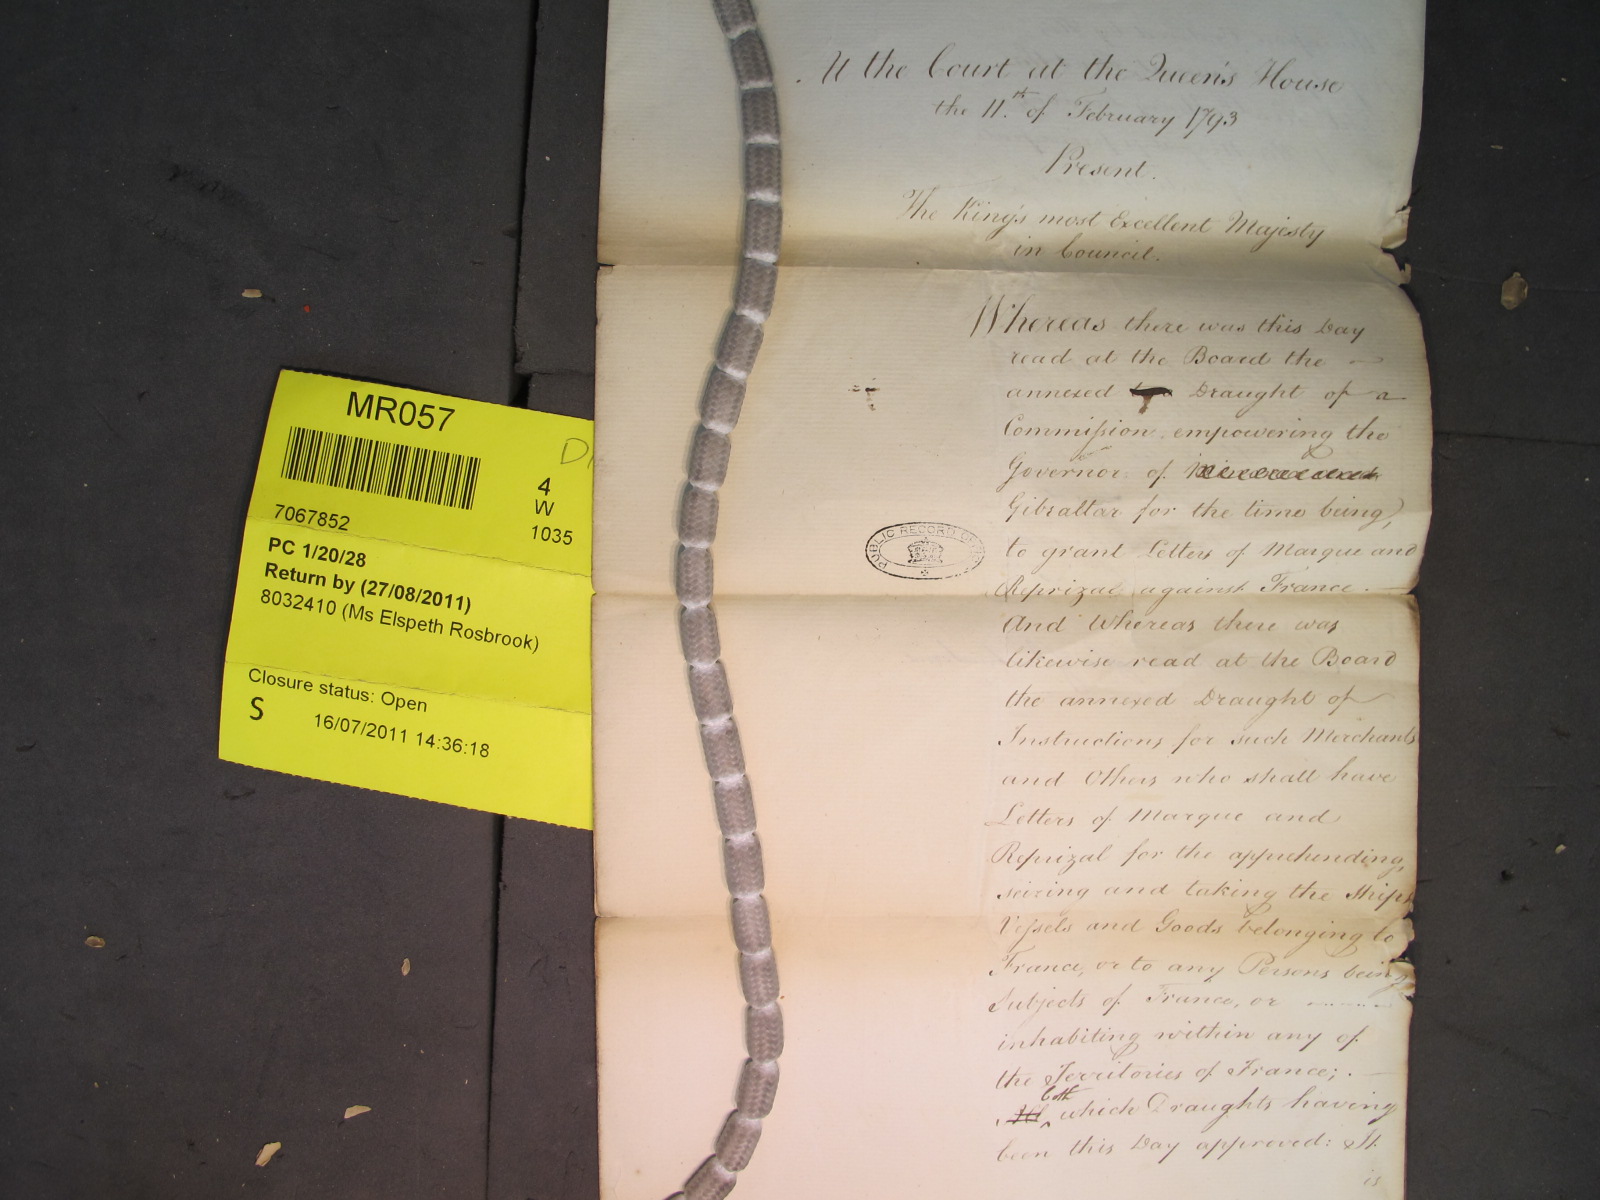 MR057
4
W
7067852
1035
PC 1/20/28
Return by (27/08/2011)
8032410 (Ms Elspeth Rosbrook)
Closure status: Open
S
16/07/2011 14:36:18
At the Court at the Queen's House
the 11.th of February 1793
Present.
The King's most Excellent Majesty
in Council.
Whereas there was this Day
read at the Board the
annexed Draught of a
Commission empowering the
Governor of
Gibraltar for the time being,
to grant Letters of Marque and
Reprizal against France.
And Whereas there was
likewise read at the Board
the annexed Draught of
Instructions for such Merchants
and Others who shall have
Letters of Marque and
Reprizal for the apprehending,
seizing and taking the Ships
Vessels and Goods belonging to
France, or to any Persons being
Subjects of France, or
inhabiting within any of
the Territories of France;.
both
which Draughts having
been this Day approved: It
is
PUBLIC RECORD